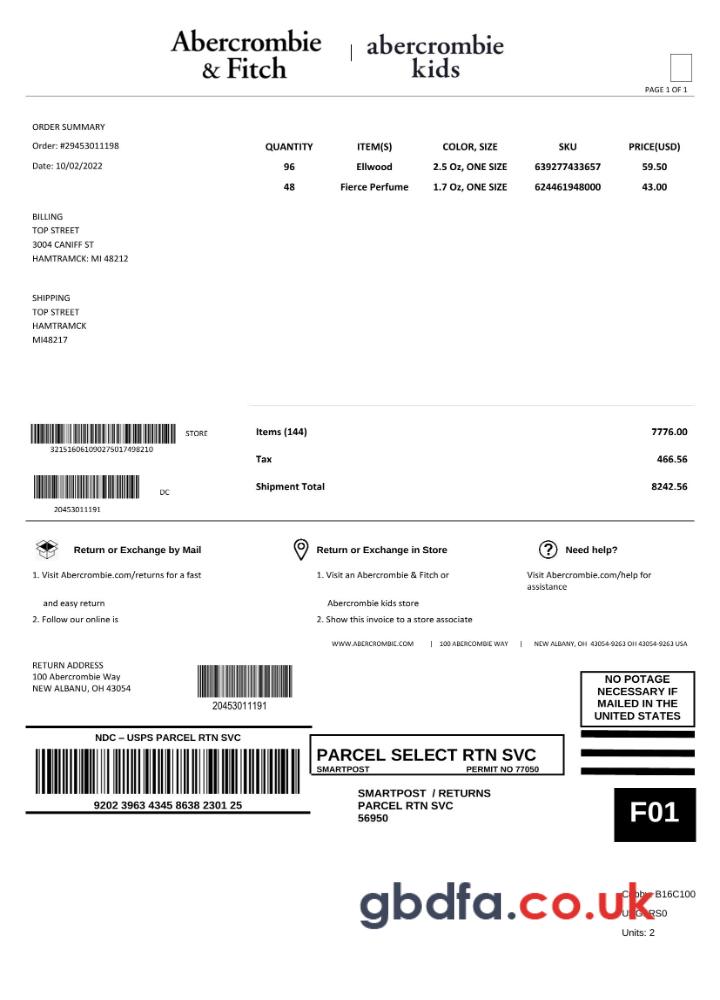 Abercrombie & Fitch | abercrombie kids
PAGE 1 OF 1
ORDER SUMMARY
Order: #29453011198
Date: 10/02/2022
QUANTITY ITEM(S) COLOR, SIZE SKU PRICE(USD)
96 Ellwood 2.5 Oz, ONE SIZE 639277433657 59.50
48 Fierce Perfume 1.7 Oz, ONE SIZE 624461948000 43.00
BILLING
TOP STREET
3004 CANIFF ST
HAMTRAMCK: MI 48212
SHIPPING
TOP STREET
HAMTRAMCK
MI48217
STORE
321516061090275017498210
DC
20453011191
Items (144) 7776.00
Tax 466.56
Shipment Total 8242.56
Return or Exchange by Mail
1. Visit Abercrombie.com/returns for a fast
and easy return
2. Follow our online is
Return or Exchange in Store
1. Visit an Abercrombie & Fitch or
Abercrombie kids store
2. Show this invoice to a store associate
Need help?
Visit Abercrombie.com/help for
assistance
WWW.ABERCROMBIE.COM | 100 ABERCOMBIE WAY | NEW ALBANY, OH 43054-9263 OH 43054-9263 USA
RETURN ADDRESS
100 Abercrombie Way
NEW ALBANU, OH 43054
20453011191
NO POTAGE
NECESSARY IF
MAILED IN THE
UNITED STATES
NDC – USPS PARCEL RTN SVC
9202 3963 4345 8638 2301 25
PARCEL SELECT RTN SVC
SMARTPOST PERMIT NO 77050
SMARTPOST / RETURNS
PARCEL RTN SVC
56950
F01
gbdfa.co.uk
B16C100
Units: 2